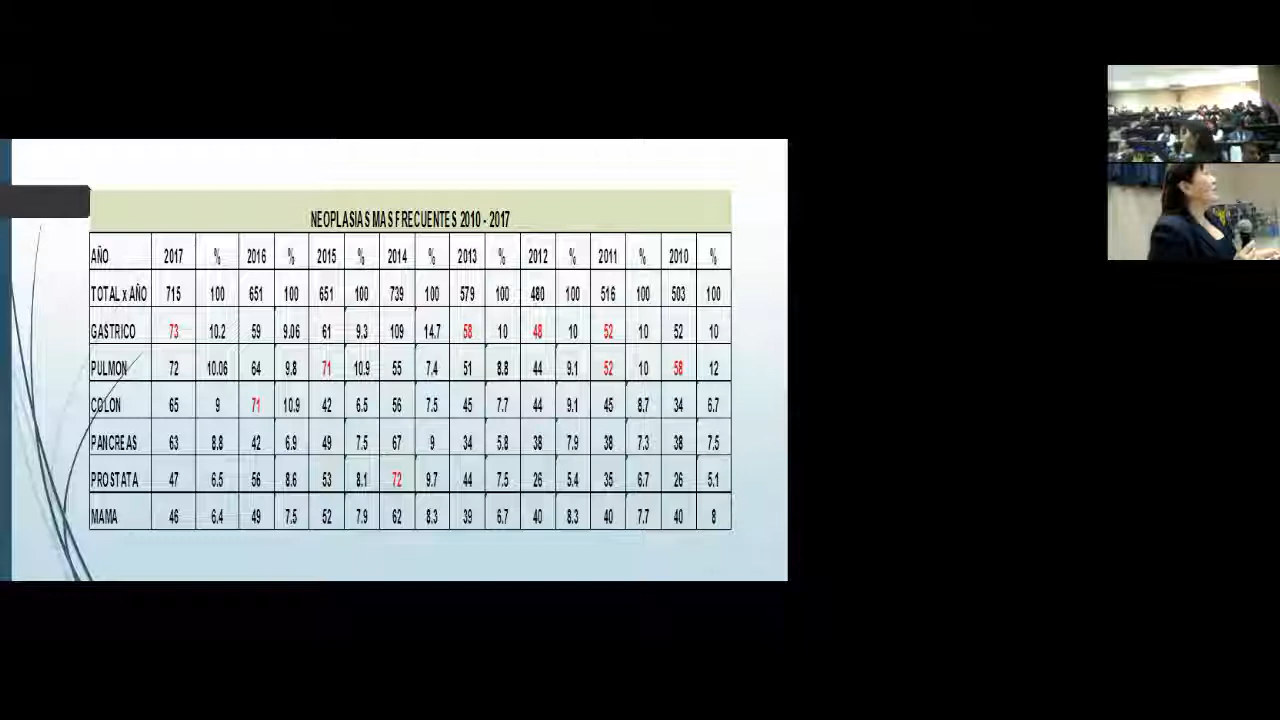 NEOPLASIAS MAS FRECUENTES 2010 - 2017
AÑO 2017 % 2016 % 2015 % 2014 % 2013 % 2012 % 2011 % 2010 %
TOTAL x AÑO 715 100 651 100 651 100 739 100 579 100 480 100 516 100 503 100
GASTRICO 73 10.2 59 9.06 61 9.3 109 14.7 58 10 48 10 52 10 52 10
PULMON 72 10.06 64 9.8 71 10.9 55 7.4 51 8.8 44 9.1 52 10 58 12
COLON 65 9 71 10.9 42 6.5 56 7.5 45 7.7 44 9.1 45 8.7 34 6.7
PANCREAS 63 8.8 42 6.9 49 7.5 67 9 34 5.8 38 7.9 38 7.3 38 7.5
PROSTATA 47 6.5 56 8.6 53 8.1 72 9.7 44 7.5 26 5.4 35 6.7 26 5.1
MAMA 46 6.4 49 7.5 52 7.9 62 8.3 39 6.7 40 8.3 40 7.7 40 8